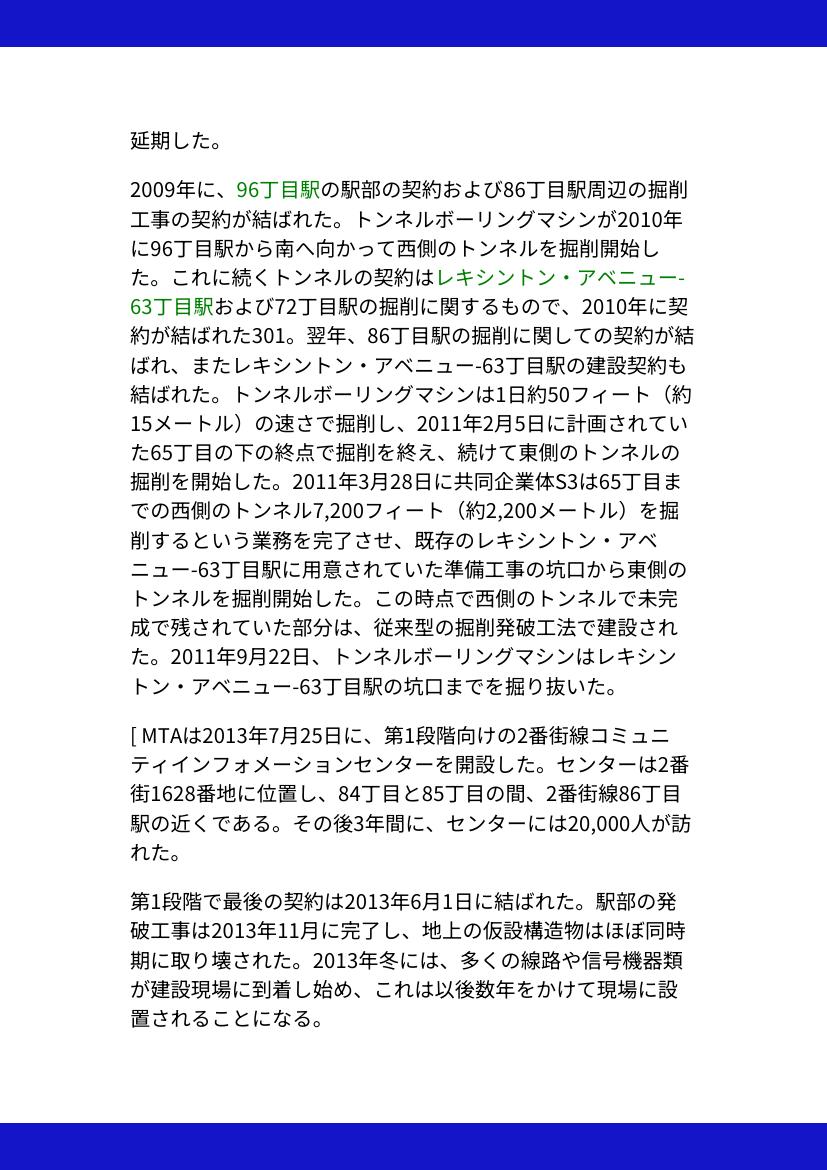 延期した。
2009年に、96丁目駅の駅部の契約および86丁目駅周辺の掘削
工事の契約が結ばれた。トンネルボーリングマシンが2010年
に96丁目駅から南へ向かって西側のトンネルを掘削開始し
た。これに続くトンネルの契約はレキシントン・アベニュー-
63丁目駅および72丁目駅の掘削に関するもので、2010年に契
約が結ばれた301。翌年、86丁目駅の掘削に関しての契約が結
ばれ、またレキシントン・アベニュー-63丁目駅の建設契約も
結ばれた。トンネルボーリングマシンは1日約50フィート（約
15メートル）の速さで掘削し、2011年2月5日に計画されてい
た65丁目の下の終点で掘削を終え、続けて東側のトンネルの
掘削を開始した。2011年3月28日に共同企業体S3は65丁目ま
での西側のトンネル7,200フィート（約2,200メートル）を掘
削するという業務を完了させ、既存のレキシントン・アベ
ニュー-63丁目駅に用意されていた準備工事の坑口から東側の
トンネルを掘削開始した。この時点で西側のトンネルで未完
成で残されていた部分は、従来型の掘削発破工法で建設され
た。2011年9月22日、トンネルボーリングマシンはレキシン
トン・アベニュー-63丁目駅の坑口までを掘り抜いた。
[ MTAは2013年7月25日に、第1段階向けの2番街線コミュニ
ティインフォメーションセンターを開設した。センターは2番
街1628番地に位置し、84丁目と85丁目の間、2番街線86丁目
駅の近くである。その後3年間に、センターには20,000人が訪
れた。
第1段階で最後の契約は2013年6月1日に結ばれた。駅部の発
破工事は2013年11月に完了し、地上の仮設構造物はほぼ同時
期に取り壊された。2013年冬には、多くの線路や信号機器類
が建設現場に到着し始め、これは以後数年をかけて現場に設
置されることになる。